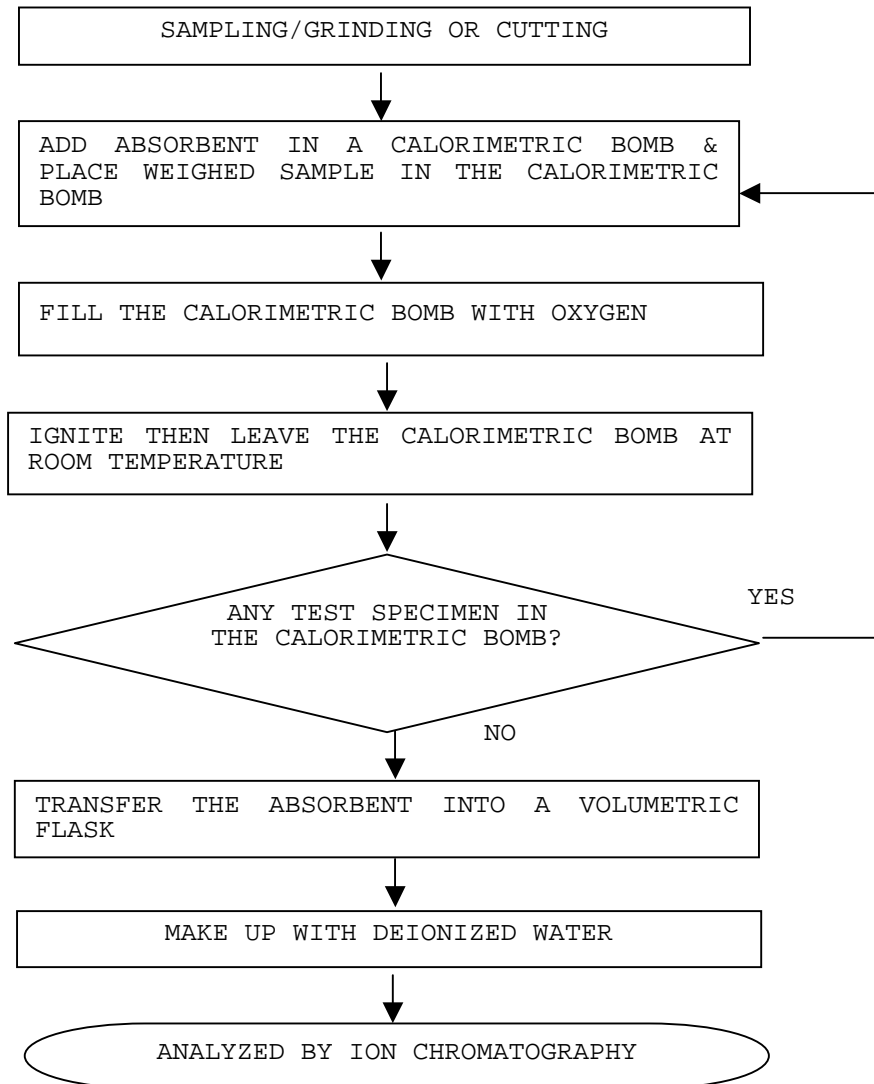 SAMPLING/GRINDING OR CUTTING
ADD ABSORBENT IN A CALORIMETRIC BOMB &
PLACE WEIGHED SAMPLE IN THE CALORIMETRIC
BOMB
FILL THE CALORIMETRIC BOMB WITH OXYGEN
IGNITE THEN LEAVE THE CALORIMETRIC BOMB AT
ROOM TEMPERATURE
ANY TEST SPECIMEN IN
THE CALORIMETRIC BOMB?
YES
NO
TRANSFER THE ABSORBENT INTO A VOLUMETRIC
FLASK
MAKE UP WITH DEIONIZED WATER
ANALYZED BY ION CHROMATOGRAPHY